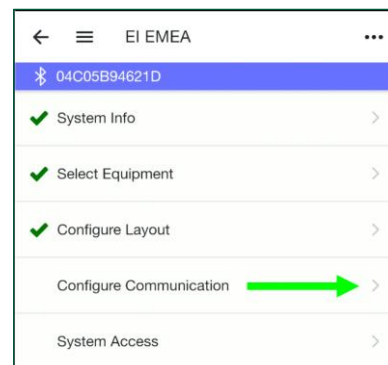 EI EMEA
04C05B94621D
System Info
Select Equipment
Configure Layout
Configure Communication
System Access